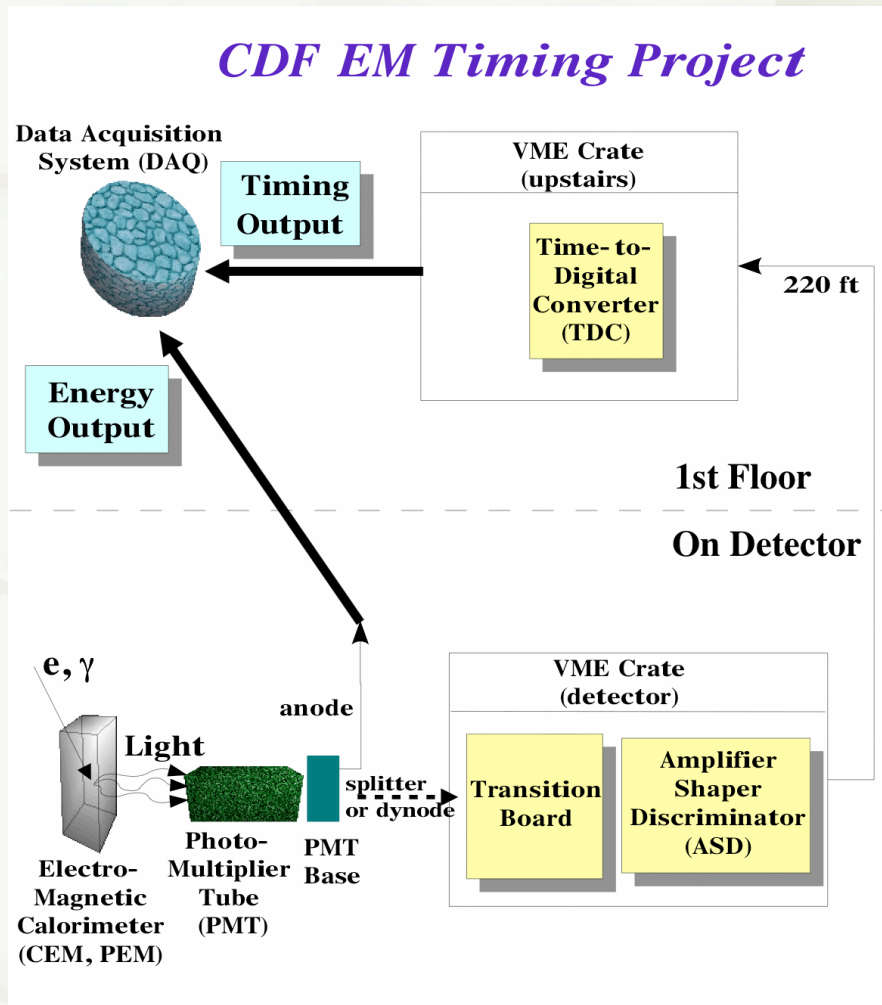 CDF EM Timing Project
Data Acquisition
System (DAQ)
Timing
Output
VME Crate
(upstairs)
Time-to-
Digital
Converter
(TDC)
220 ft
Energy
Output
1st Floor
On Detector
e, γ
Light
anode
splitter
or dynode
VME Crate
(detector)
Transition
Board
Amplifier
Shaper
Discriminator
(ASD)
Electro-
Magnetic
Calorimeter
(CEM, PEM)
Photo-
Multiplier
Tube
(PMT)
PMT
Base